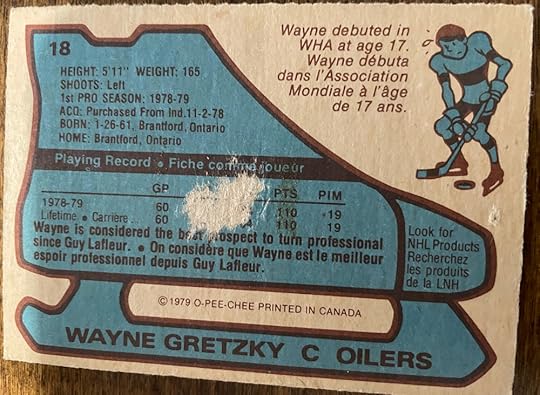 18
Wayne debuted in
WHA at age 17.
Wayne débuta
dans l'Association
Mondiale à l'âge
de 17 ans.
HEIGHT: 5'11" WEIGHT: 165
SHOOTS: Left
1st PRO SEASON: 1978-79
ACQ: Purchased From Ind.11-2-78
BORN: 1-26-61, Brantford, Ontario
HOME: Brantford, Ontario
Playing Record • Fiche comme joueur
GP PTS PIM
1978-79 60 110 19
Lifetime • Carrière.. 60 110 19
Wayne is considered the best prospect to turn professional
since Guy Lafleur. • On considère que Wayne est le meilleur
espoir professionnel depuis Guy Lafleur.
Look for
NHL Products
Recherchez
les produits
de la LNH
©1979 O-PEE-CHEE PRINTED IN CANADA
WAYNE GRETZKY C OILERS